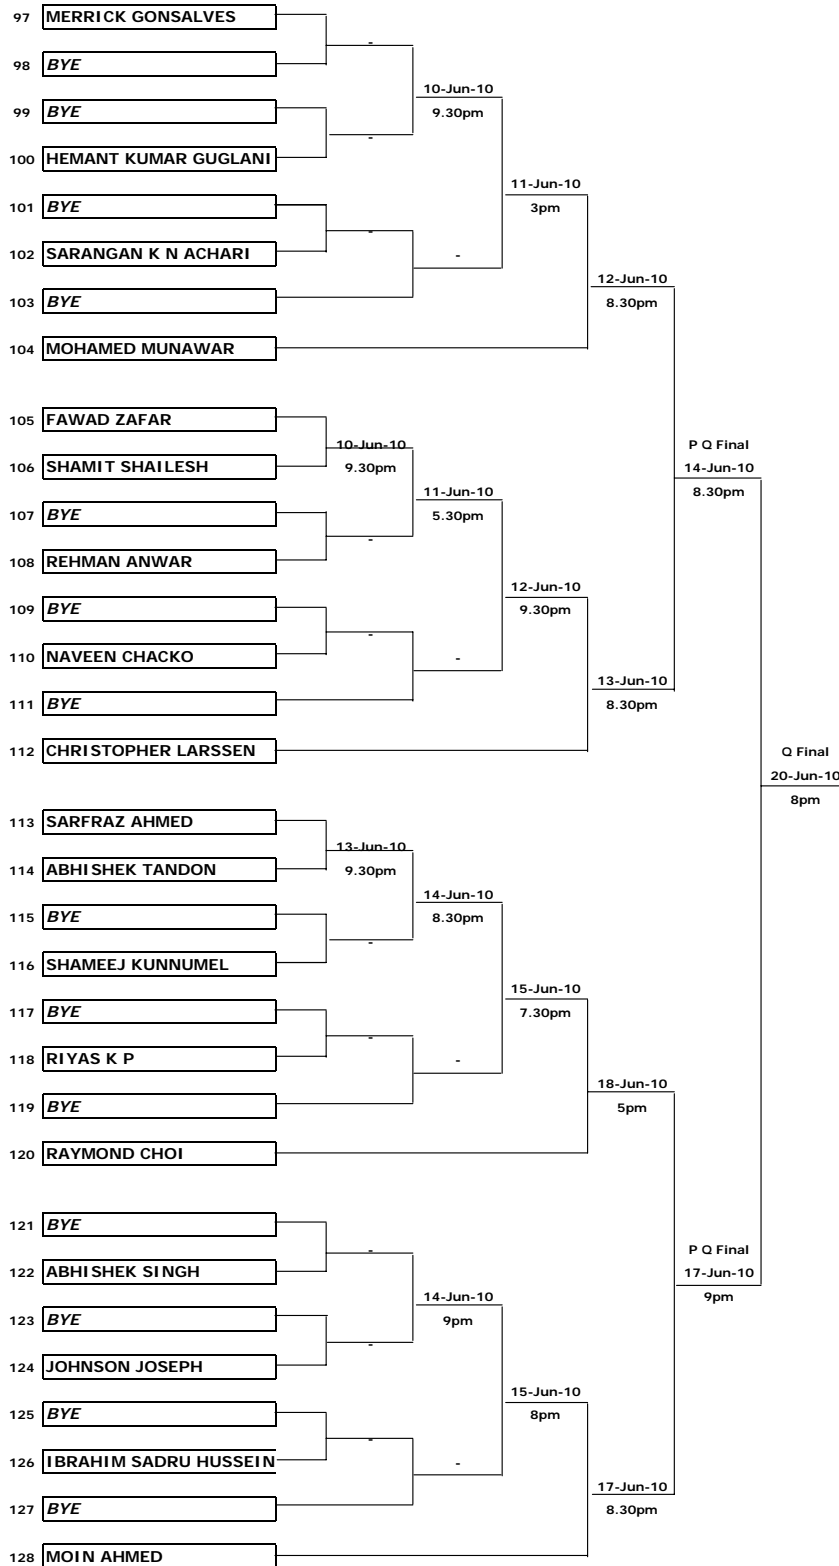 97 MERRICK GONSALVES
-
98 BYE
10-Jun-10
99 BYE
9.30pm
-
100 HEMANT KUMAR GUGLANI
11-Jun-10
101 BYE
3pm
-
102 SARANGAN K N ACHARI
-
12-Jun-10
103 BYE
8.30pm
104 MOHAMED MUNAWAR
105 FAWAD ZAFAR
10-Jun-10
P Q Final
106 SHAMIT SHAILESH
9.30pm
14-Jun-10
11-Jun-10
8.30pm
107 BYE
5.30pm
-
108 REHMAN ANWAR
12-Jun-10
109 BYE
9.30pm
-
110 NAVEEN CHACKO
-
13-Jun-10
111 BYE
8.30pm
112 CHRISTOPHER LARSSEN
Q Final
20-Jun-10
8pm
113 SARFRAZ AHMED
13-Jun-10
114 ABHISHEK TANDON
9.30pm
14-Jun-10
115 BYE
8.30pm
-
116 SHAMEEJ KUNNUMEL
15-Jun-10
117 BYE
7.30pm
-
118 RIYAS K P
-
18-Jun-10
119 BYE
5pm
120 RAYMOND CHOI
121 BYE
-
P Q Final
122 ABHISHEK SINGH
17-Jun-10
14-Jun-10
9pm
123 BYE
9pm
-
124 JOHNSON JOSEPH
15-Jun-10
125 BYE
8pm
-
126 IBRAHIM SADRU HUSSEIN
-
17-Jun-10
127 BYE
8.30pm
128 MOIN AHMED